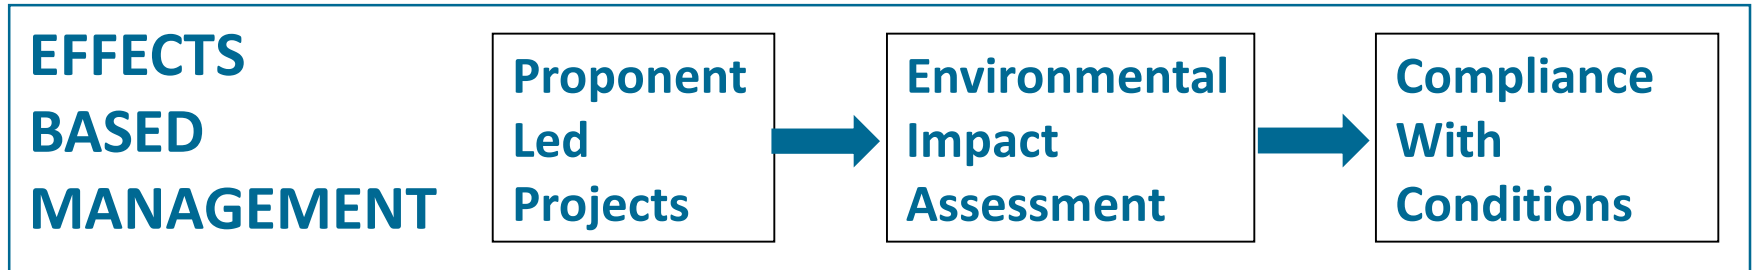 EFFECTS
BASED
MANAGEMENT
Proponent
Led
Projects
Environmental
Impact
Assessment
Compliance
With
Conditions